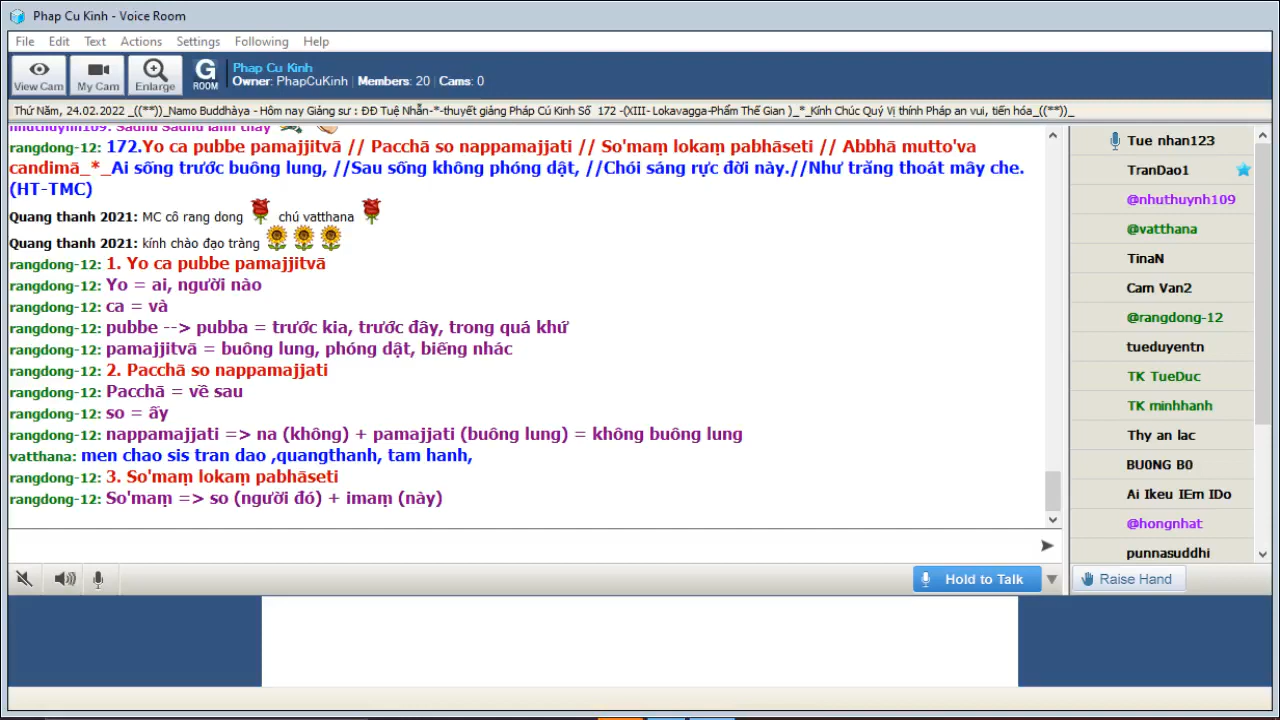 Phap Cu Kinh - Voice Room
File Edit Text Actions Settings Following Help
View Cam My Cam Enlarge G ROOM
Phap Cu Kinh
Owner: PhapCuKinh | Members: 20 | Cams: 0
Thứ Năm, 24.02.2022 _((**))_Namo Buddhàya - Hôm nay Giảng sư : ĐĐ Tuệ Nhẫn-*-thuyết giảng Pháp Cú Kinh Số 172 -(XIII- Lokavagga-Phẩm Thế Gian )_*_Kính Chúc Quý Vị thính Pháp an vui, tiến hóa_((**))_
nhuthuynh109: Sadhu Sadhu lành thay
rangdong-12: 172.Yo ca pubbe pamajjitvā // Pacchā so nappamajjati // So'maṃ lokaṃ pabhāseti // Abbhā mutto'va
candimā_*_Ai sống trước buông lung, //Sau sống không phóng dật, //Chói sáng rực đời này.//Như trăng thoát mây che.
(HT-TMC)
Quang thanh 2021: MC cô rang dong chú vatthana
Quang thanh 2021: kính chào đạo tràng
rangdong-12: 1. Yo ca pubbe pamajjitvā
rangdong-12: Yo = ai, người nào
rangdong-12: ca = và
rangdong-12: pubbe --> pubba = trước kia, trước đây, trong quá khứ
rangdong-12: pamajjitvā = buông lung, phóng dật, biếng nhác
rangdong-12: 2. Pacchā so nappamajjati
rangdong-12: Pacchā = về sau
rangdong-12: so = ấy
rangdong-12: nappamajjati => na (không) + pamajjati (buông lung) = không buông lung
vatthana: men chao sis tran dao ,quangthanh, tam hanh,
rangdong-12: 3. So'maṃ lokaṃ pabhāseti
rangdong-12: So'maṃ => so (người đó) + imaṃ (này)
Hold to Talk
Tue nhan123
TranDao1
@nhuthuynh109
@vatthana
TinaN
Cam Van2
@rangdong-12
tueduyentn
TK TueDuc
TK minhhanh
Thy an lac
BU0NG B0
Ai Ikeu IEm IDo
@hongnhat
punnasuddhi
Raise Hand